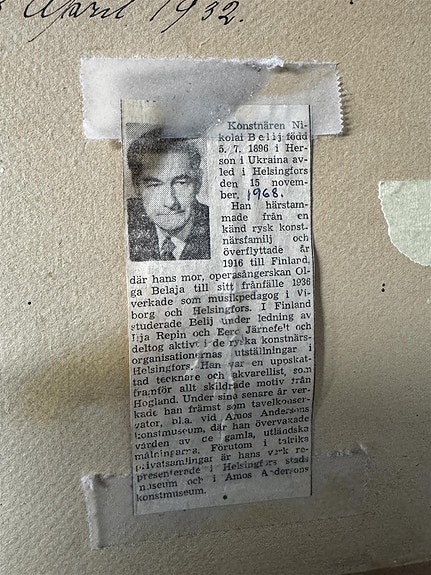 April 1932.
Konstnären Ni-
kolai Belij född
5. 7. 1896 i Her-
son i Ukraina av-
led i Helsingfors
den 15 novem-
ber. 1968.
Han härstam-
made från en
känd rysk konst-
närsfamilj och
överflyttade år
1916 till Finland,
där hans mor, operasångerskan Ol-
ga Belaja till sitt frånfälle 1936
verkade som musikpedagog i Vi-
borg och Helsingfors. I Finland
studerade Belij under ledning av
Ilja Repin och Eero Järnefelt och
deltog aktivt i de ryska konstnärs-
organisationernas utställningar i
Helsingfors. Han var en uppskat-
tad tecknare och akvarellist, som
framför allt skildrade motiv från
Hogland. Under sina senare år ver-
kade han främst som tavelkonser-
vator, bl.a. vid Amos Andersons
konstmuseum, där han övervakade
vården av de gamla, utländska
målningarna. Förutom i talrika
privatsamlingar är hans verk re-
presenterade i Helsingfors stads
museum och i Amos Andersons
konstmuseum.